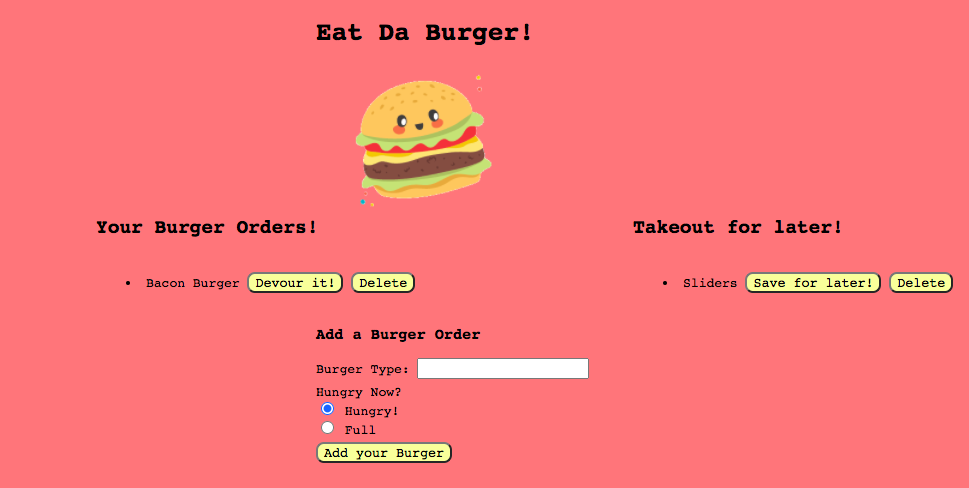 Eat Da Burger!
Your Burger Orders!
Bacon Burger Devour it! Delete
Takeout for later!
Sliders Save for later! Delete
Add a Burger Order
Burger Type:
Hungry Now?
Hungry!
Full
Add your Burger